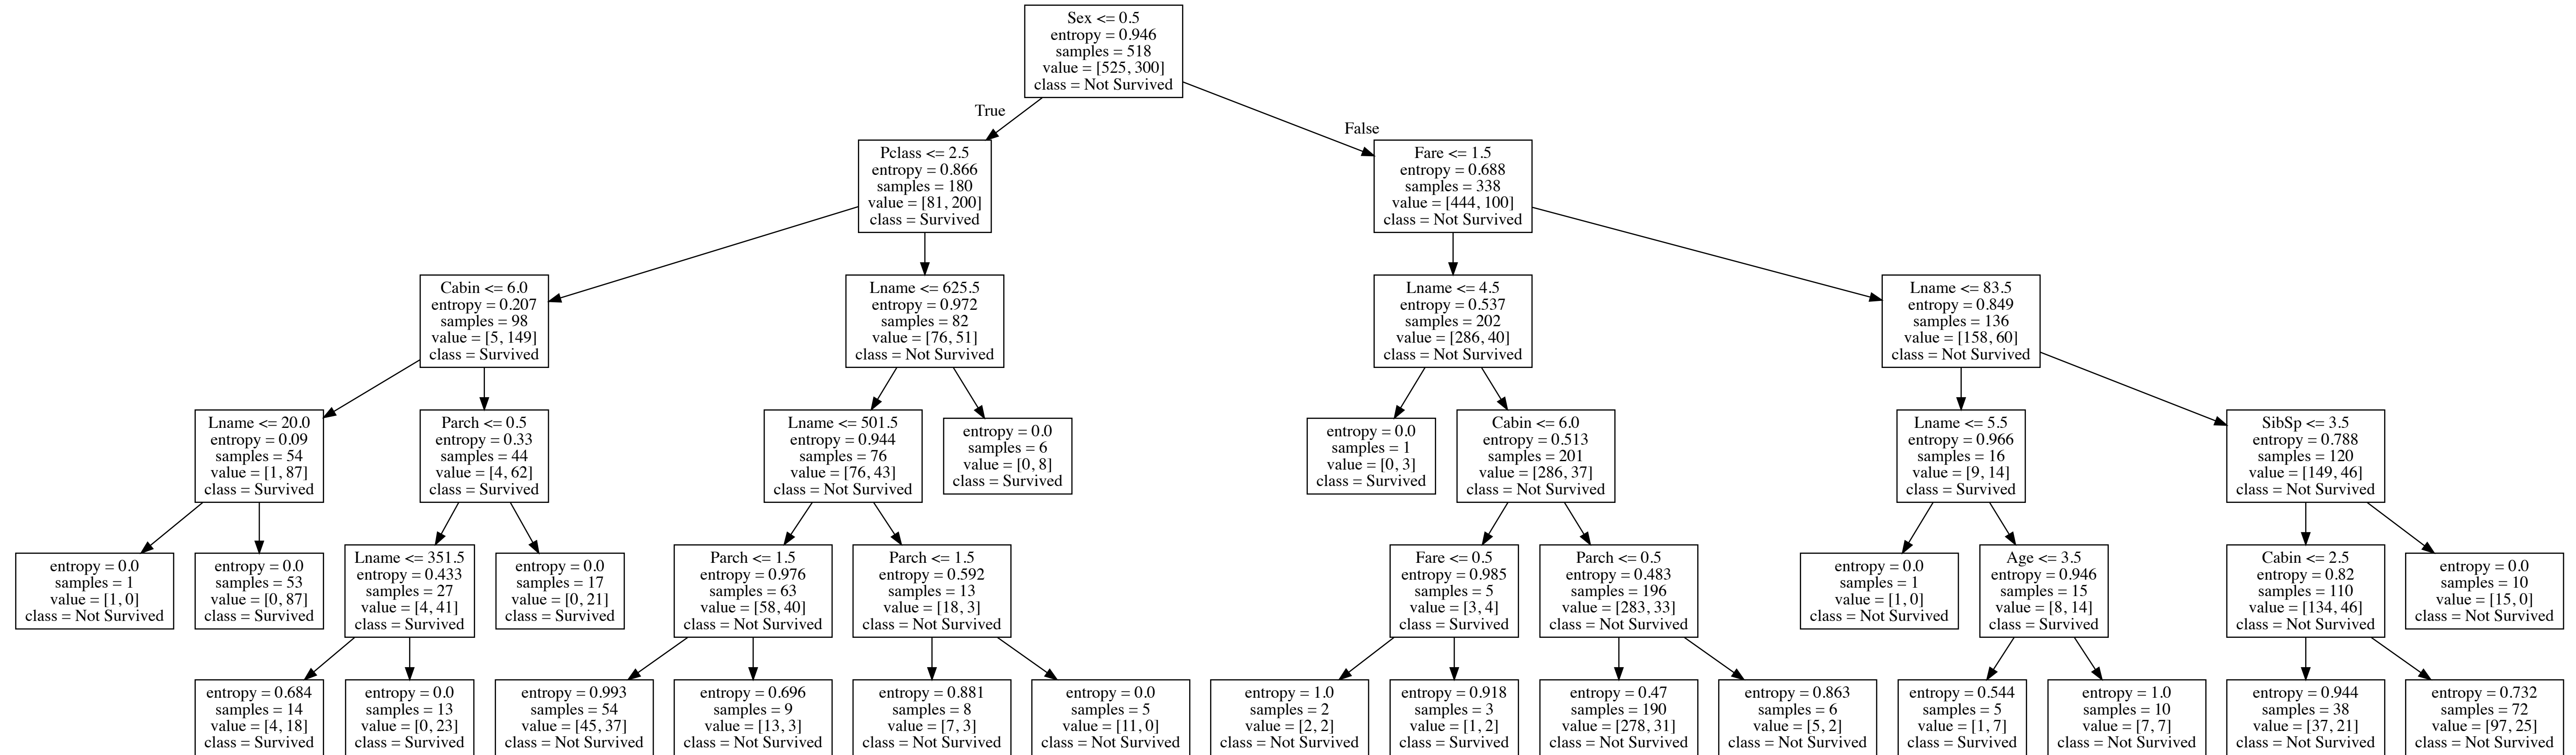 Sex <= 0.5
entropy = 0.946
samples = 518
value = [525, 300]
class = Not Survived
True
False
Pclass <= 2.5
entropy = 0.866
samples = 180
value = [81, 200]
class = Survived
Fare <= 1.5
entropy = 0.688
samples = 338
value = [444, 100]
class = Not Survived
Cabin <= 6.0
entropy = 0.207
samples = 98
value = [5, 149]
class = Survived
Lname <= 625.5
entropy = 0.972
samples = 82
value = [76, 51]
class = Not Survived
Lname <= 4.5
entropy = 0.537
samples = 202
value = [286, 40]
class = Not Survived
Lname <= 83.5
entropy = 0.849
samples = 136
value = [158, 60]
class = Not Survived
Lname <= 20.0
entropy = 0.09
samples = 54
value = [1, 87]
class = Survived
Parch <= 0.5
entropy = 0.33
samples = 44
value = [4, 62]
class = Survived
Lname <= 501.5
entropy = 0.944
samples = 76
value = [76, 43]
class = Not Survived
entropy = 0.0
samples = 6
value = [0, 8]
class = Survived
entropy = 0.0
samples = 1
value = [0, 3]
class = Survived
Cabin <= 6.0
entropy = 0.513
samples = 201
value = [286, 37]
class = Not Survived
Lname <= 5.5
entropy = 0.966
samples = 16
value = [9, 14]
class = Survived
SibSp <= 3.5
entropy = 0.788
samples = 120
value = [149, 46]
class = Not Survived
entropy = 0.0
samples = 1
value = [1, 0]
class = Not Survived
entropy = 0.0
samples = 53
value = [0, 87]
class = Survived
Lname <= 351.5
entropy = 0.433
samples = 27
value = [4, 41]
class = Survived
entropy = 0.0
samples = 17
value = [0, 21]
class = Survived
Parch <= 1.5
entropy = 0.976
samples = 63
value = [58, 40]
class = Not Survived
Parch <= 1.5
entropy = 0.592
samples = 13
value = [18, 3]
class = Not Survived
Fare <= 0.5
entropy = 0.985
samples = 5
value = [3, 4]
class = Survived
Parch <= 0.5
entropy = 0.483
samples = 196
value = [283, 33]
class = Not Survived
entropy = 0.0
samples = 1
value = [1, 0]
class = Not Survived
Age <= 3.5
entropy = 0.946
samples = 15
value = [8, 14]
class = Survived
Cabin <= 2.5
entropy = 0.82
samples = 110
value = [134, 46]
class = Not Survived
entropy = 0.0
samples = 10
value = [15, 0]
class = Not Survived
entropy = 0.684
samples = 14
value = [4, 18]
class = Survived
entropy = 0.0
samples = 13
value = [0, 23]
class = Survived
entropy = 0.993
samples = 54
value = [45, 37]
class = Not Survived
entropy = 0.696
samples = 9
value = [13, 3]
class = Not Survived
entropy = 0.881
samples = 8
value = [7, 3]
class = Not Survived
entropy = 0.0
samples = 5
value = [11, 0]
class = Not Survived
entropy = 1.0
samples = 2
value = [2, 2]
class = Not Survived
entropy = 0.918
samples = 3
value = [1, 2]
class = Survived
entropy = 0.47
samples = 190
value = [278, 31]
class = Not Survived
entropy = 0.863
samples = 6
value = [5, 2]
class = Not Survived
entropy = 0.544
samples = 5
value = [1, 7]
class = Survived
entropy = 1.0
samples = 10
value = [7, 7]
class = Not Survived
entropy = 0.944
samples = 38
value = [37, 21]
class = Not Survived
entropy = 0.732
samples = 72
value = [97, 25]
class = Not Survived